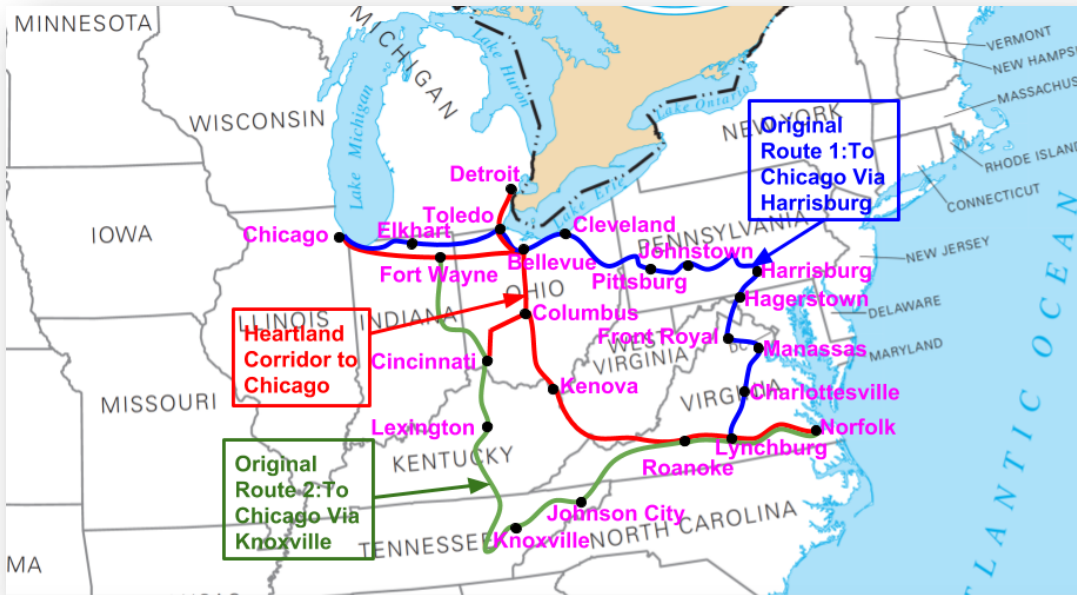 MINNESOTA
MICHIGAN
Lake Huron
VERMONT
NEW HAMPS
MASSACHUS
Lake Ontario
WISCONSIN
Lake Michigan
NEW YORK
Original
Route 1:To
Chicago Via
Harrisburg
RHODE ISLAND
CONNECTICUT
Detroit
Lake Erie
IOWA
Chicago
Elkhart
Toledo
Cleveland
PENNSYLVANIA
NEW JERSEY
Fort Wayne
Bellevue
Pittsburg
Johnstown
Harrisburg
OHIO
Hagerstown
DELAWARE
ILLINOIS
INDIANA
Columbus
Heartland
Corridor to
Chicago
Front Royal
WEST
VIRGINIA
DC
Manassas
MARYLAND
Cincinnati
MISSOURI
Kenova
VIRGINIA
Charlottesville
Lexington
KENTUCKY
Roanoke
Lynchburg
Norfolk
Original
Route 2:To
Chicago Via
Knoxville
Johnson City
TENNESSEE
Knoxville
NORTH CAROLINA
MA
ATLANTIC OCEAN